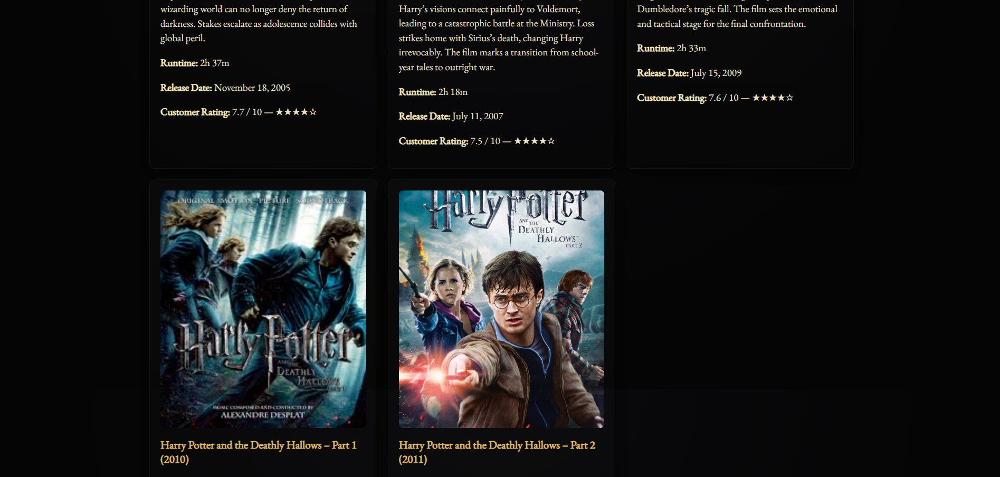 wizarding world can no longer deny the return of
darkness. Stakes escalate as adolescence collides with
global peril.
Runtime: 2h 37m
Release Date: November 18, 2005
Customer Rating: 7.7 / 10 — ★★★★☆
Harry’s visions connect painfully to Voldemort,
leading to a catastrophic battle at the Ministry. Loss
strikes home with Sirius’s death, changing Harry
irrevocably. The film marks a transition from school-
year tales to outright war.
Runtime: 2h 18m
Release Date: July 11, 2007
Customer Rating: 7.5 / 10 — ★★★★☆
Dumbledore’s tragic fall. The film sets the emotional
and tactical stage for the final confrontation.
Runtime: 2h 33m
Release Date: July 15, 2009
Customer Rating: 7.6 / 10 — ★★★★☆
ORIGINAL MOTION PICTURE SOUNDTRACK
Harry Potter
AND THE
DEATHLY
HALLOWS
PART 1
MUSIC COMPOSED AND CONDUCTED BY
ALEXANDRE DESPLAT
Harry Potter and the Deathly Hallows – Part 1
(2010)
Harry Potter
AND THE
DEATHLY
HALLOWS™
PART 2
Harry Potter and the Deathly Hallows – Part 2
(2011)